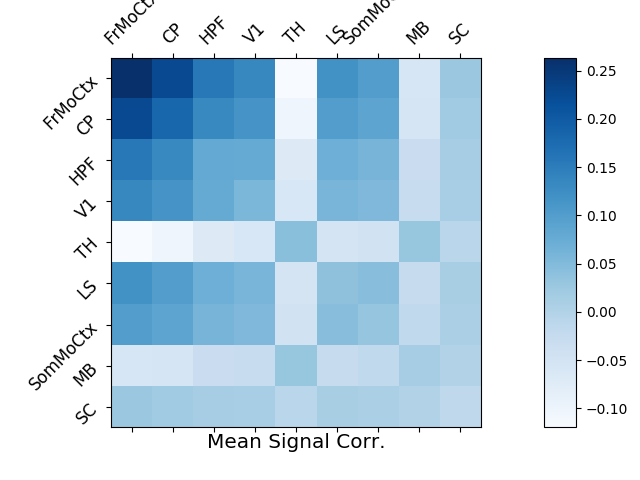 FrMoCtx CP HPF V1 TH LS SomMoCtx MB SC
FrMoCtx
CP
HPF
V1
TH
LS
SomMoCtx
MB
SC
Mean Signal Corr.
0.25
0.20
0.15
0.10
0.05
0.00
−0.05
−0.10